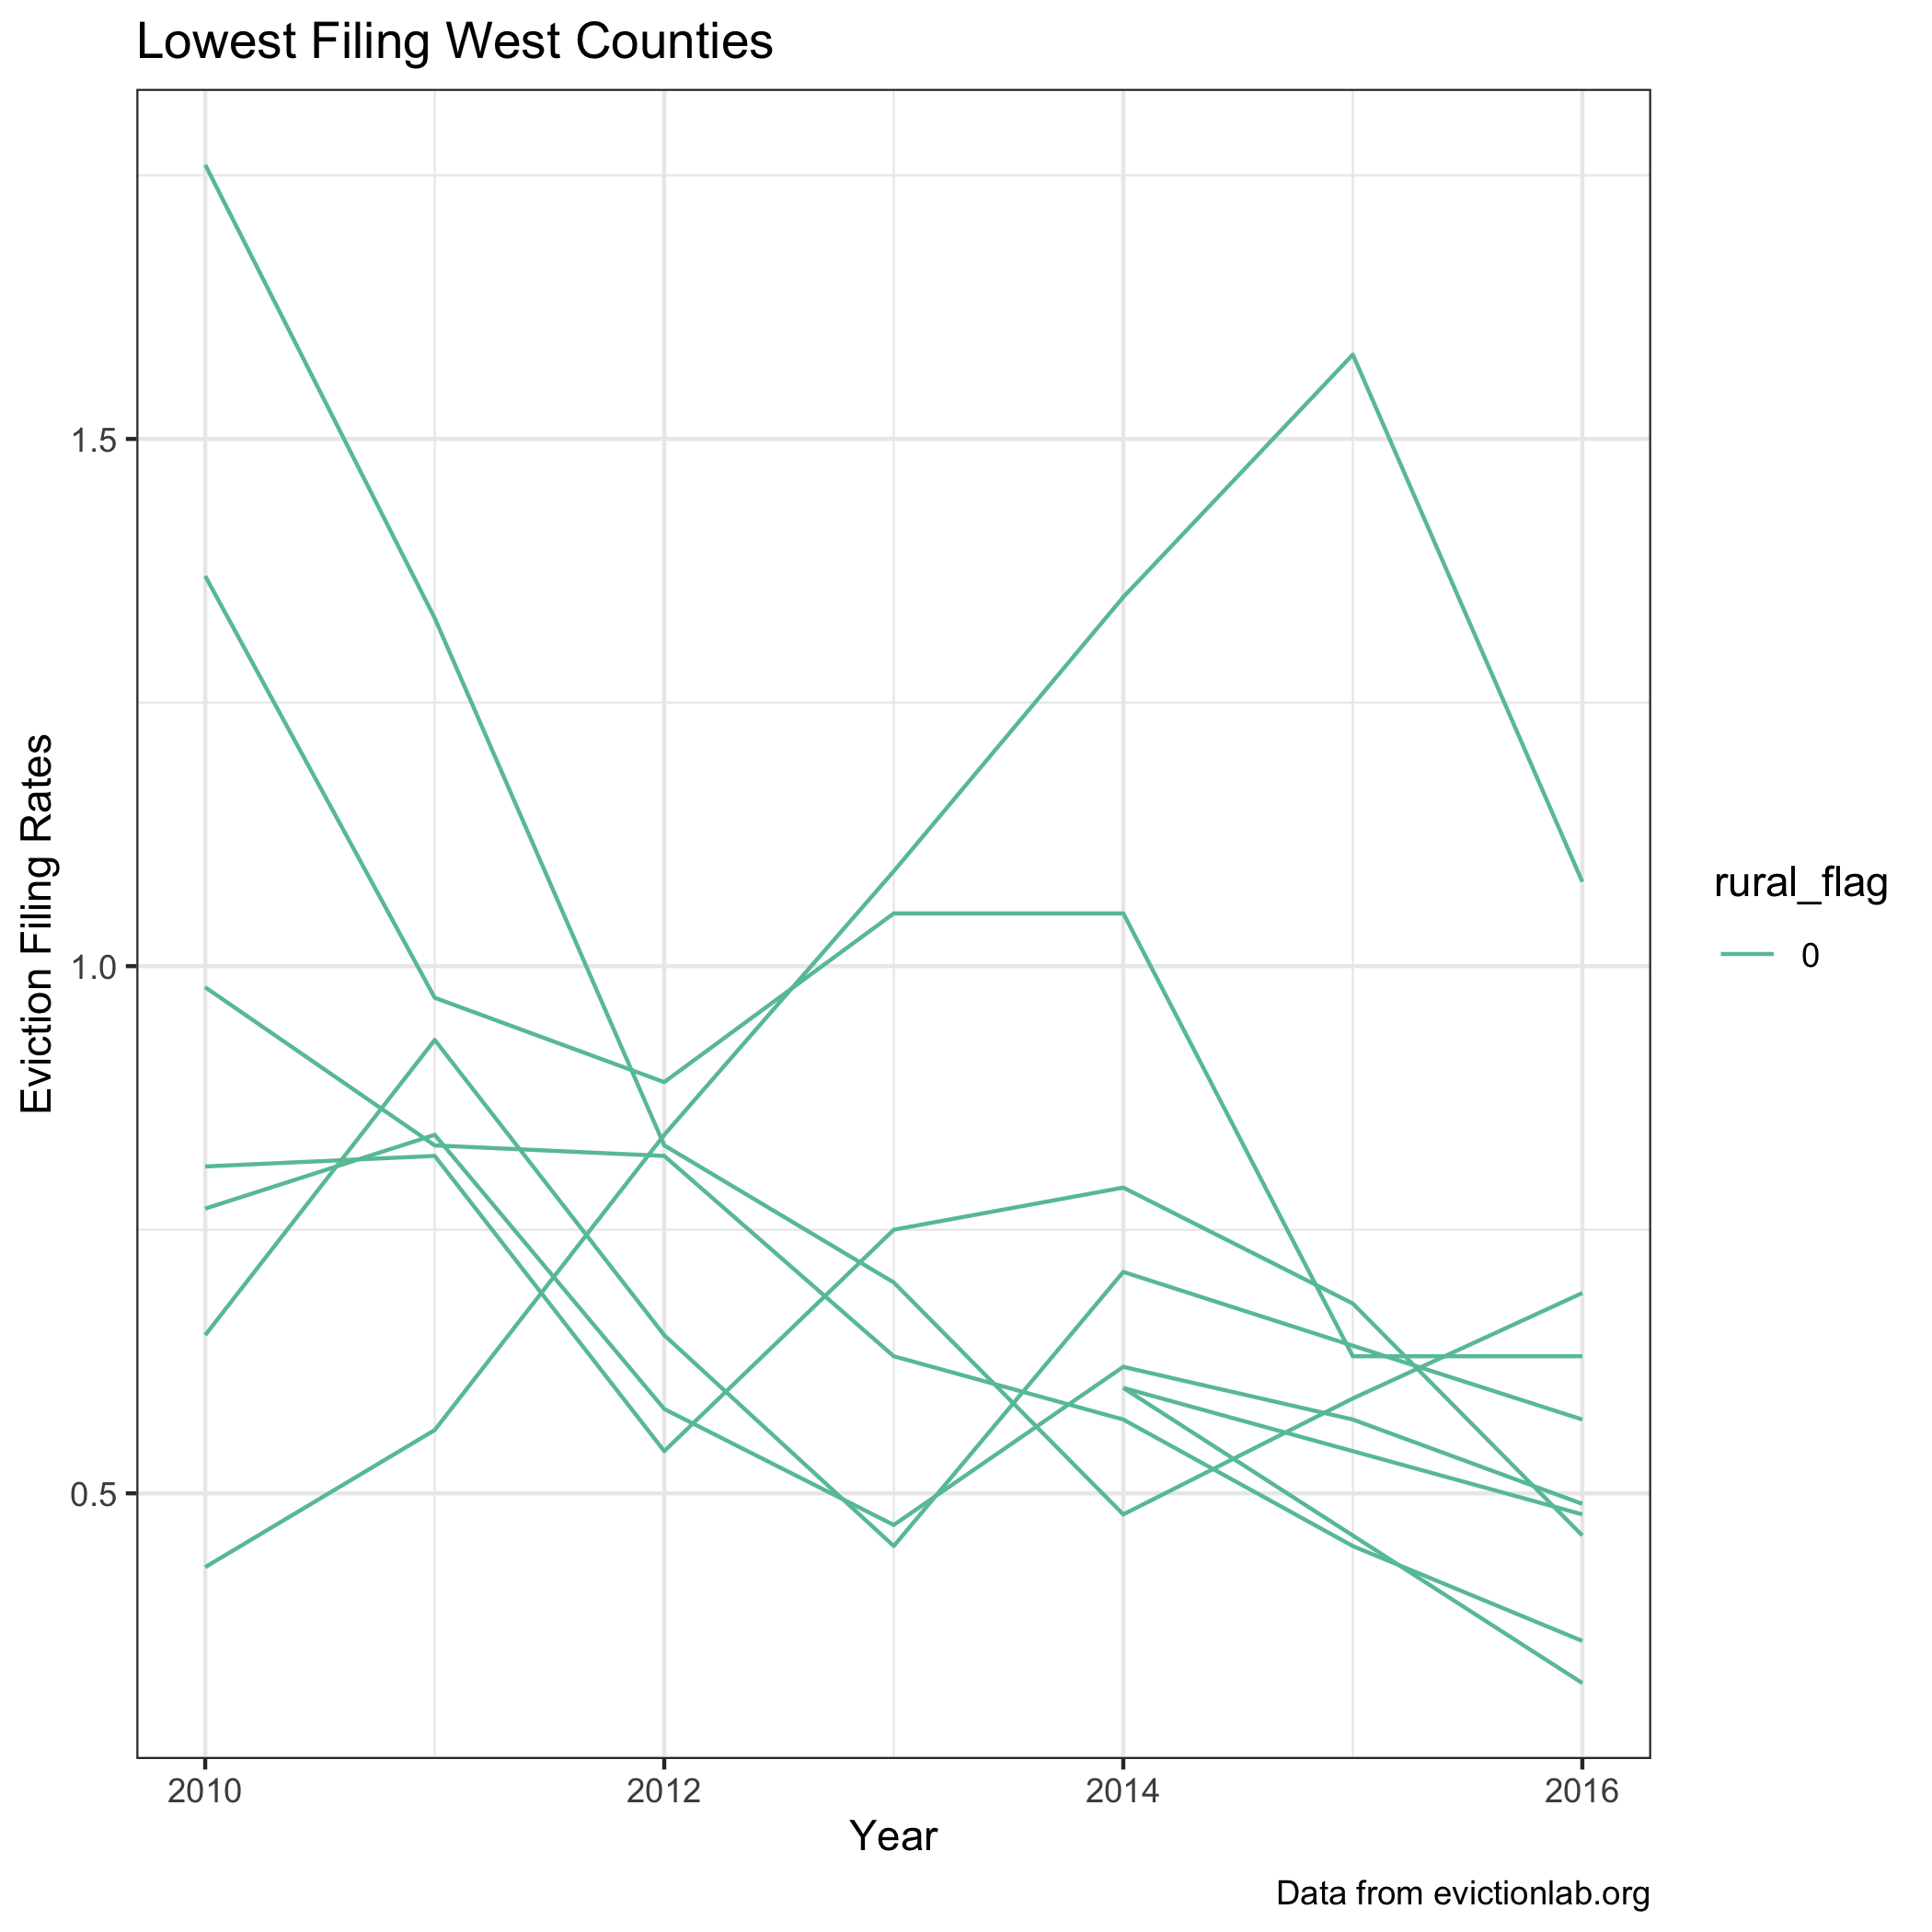 Lowest Filing West Counties
Eviction Filing Rates
1.5
1.0
0.5
2010 2012 2014 2016
Year
rural_flag
0
Data from evictionlab.org